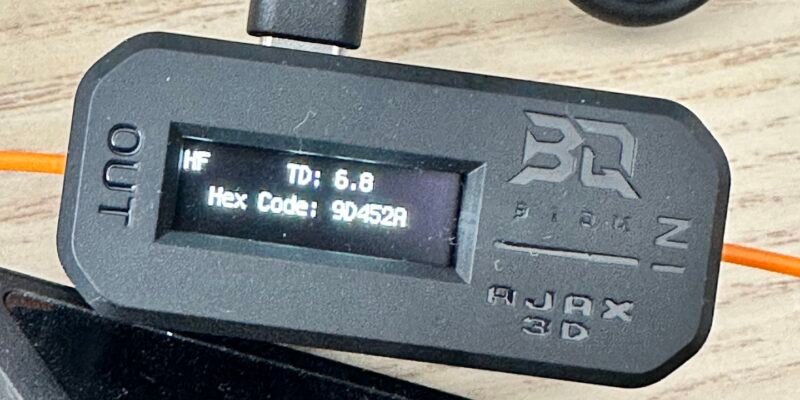 OUT
HF
TD: 6.8
Hex Code: 9D452A
BQ
IN
AJAX
3D